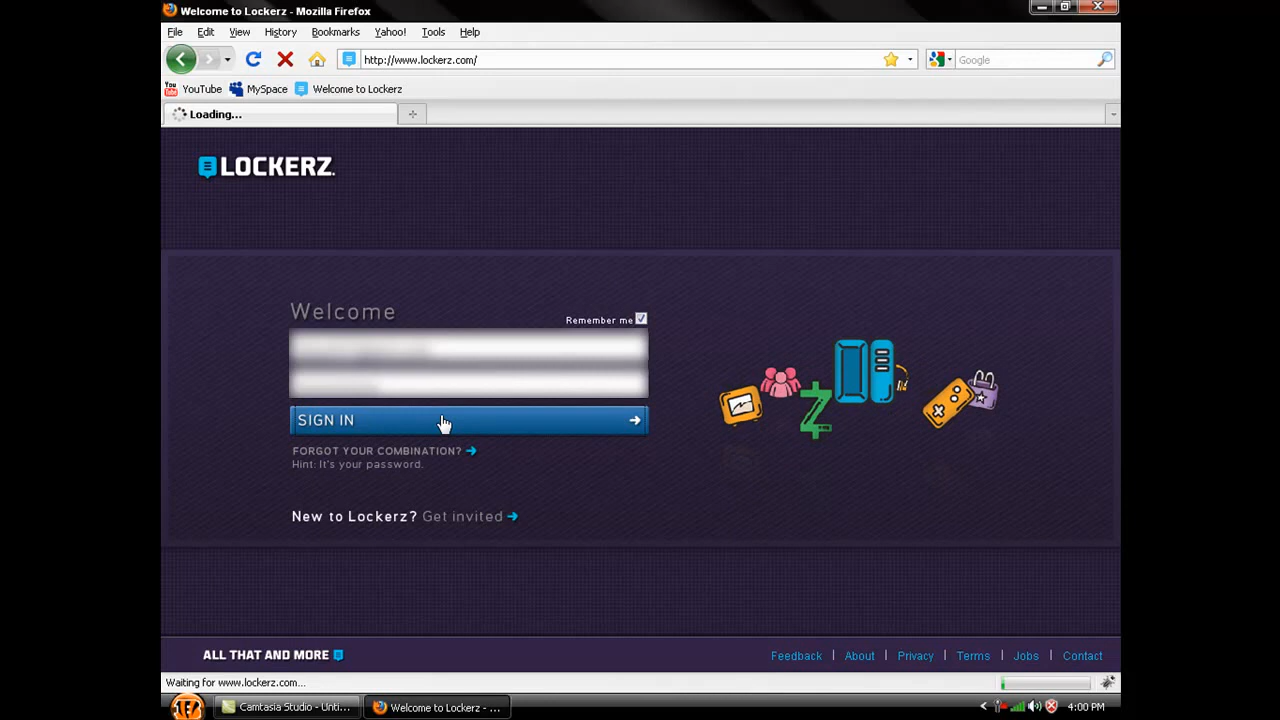 Welcome to Lockerz - Mozilla Firefox
File Edit View History Bookmarks Yahoo! Tools Help
http://www.lockerz.com/ Google
You Tube YouTube MySpace Welcome to Lockerz
Loading...
LOCKERZ.
Welcome
Remember me
SIGN IN
FORGOT YOUR COMBINATION?
Hint: It's your password.
New to Lockerz? Get invited
ALL THAT AND MORE
Feedback | About | Privacy | Terms | Jobs | Contact
Waiting for www.lockerz.com...
Camtasia Studio - Unti... Welcome to Lockerz - ... 4:00 PM